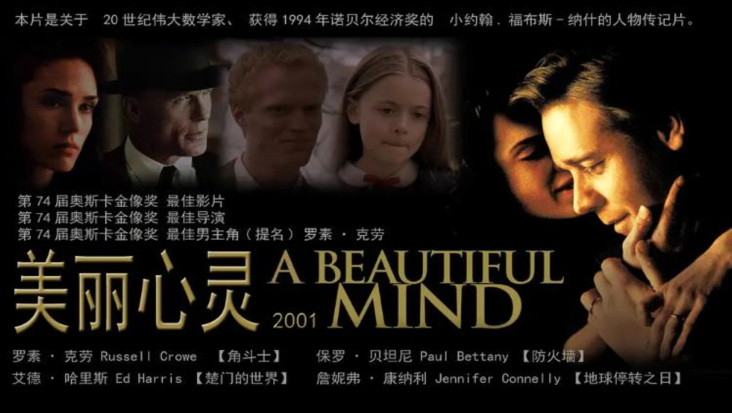 本片是关于 20世纪伟大数学家、 获得1994年诺贝尔经济奖的 小约翰.福布斯-纳什的人物传记片。
第74届奥斯卡金像奖 最佳影片
第74届奥斯卡金像奖 最佳导演
第74届奥斯卡金像奖 最佳男主角（提名）罗素·克劳
美丽心灵 2001 A BEAUTIFUL
MIND
罗素·克劳 Russell Crowe 【角斗士】 保罗·贝坦尼 Paul Bettany 【防火墙】
艾德·哈里斯 Ed Harris 【楚门的世界】 詹妮弗·康纳利 Jennifer Connelly 【地球停转之日】